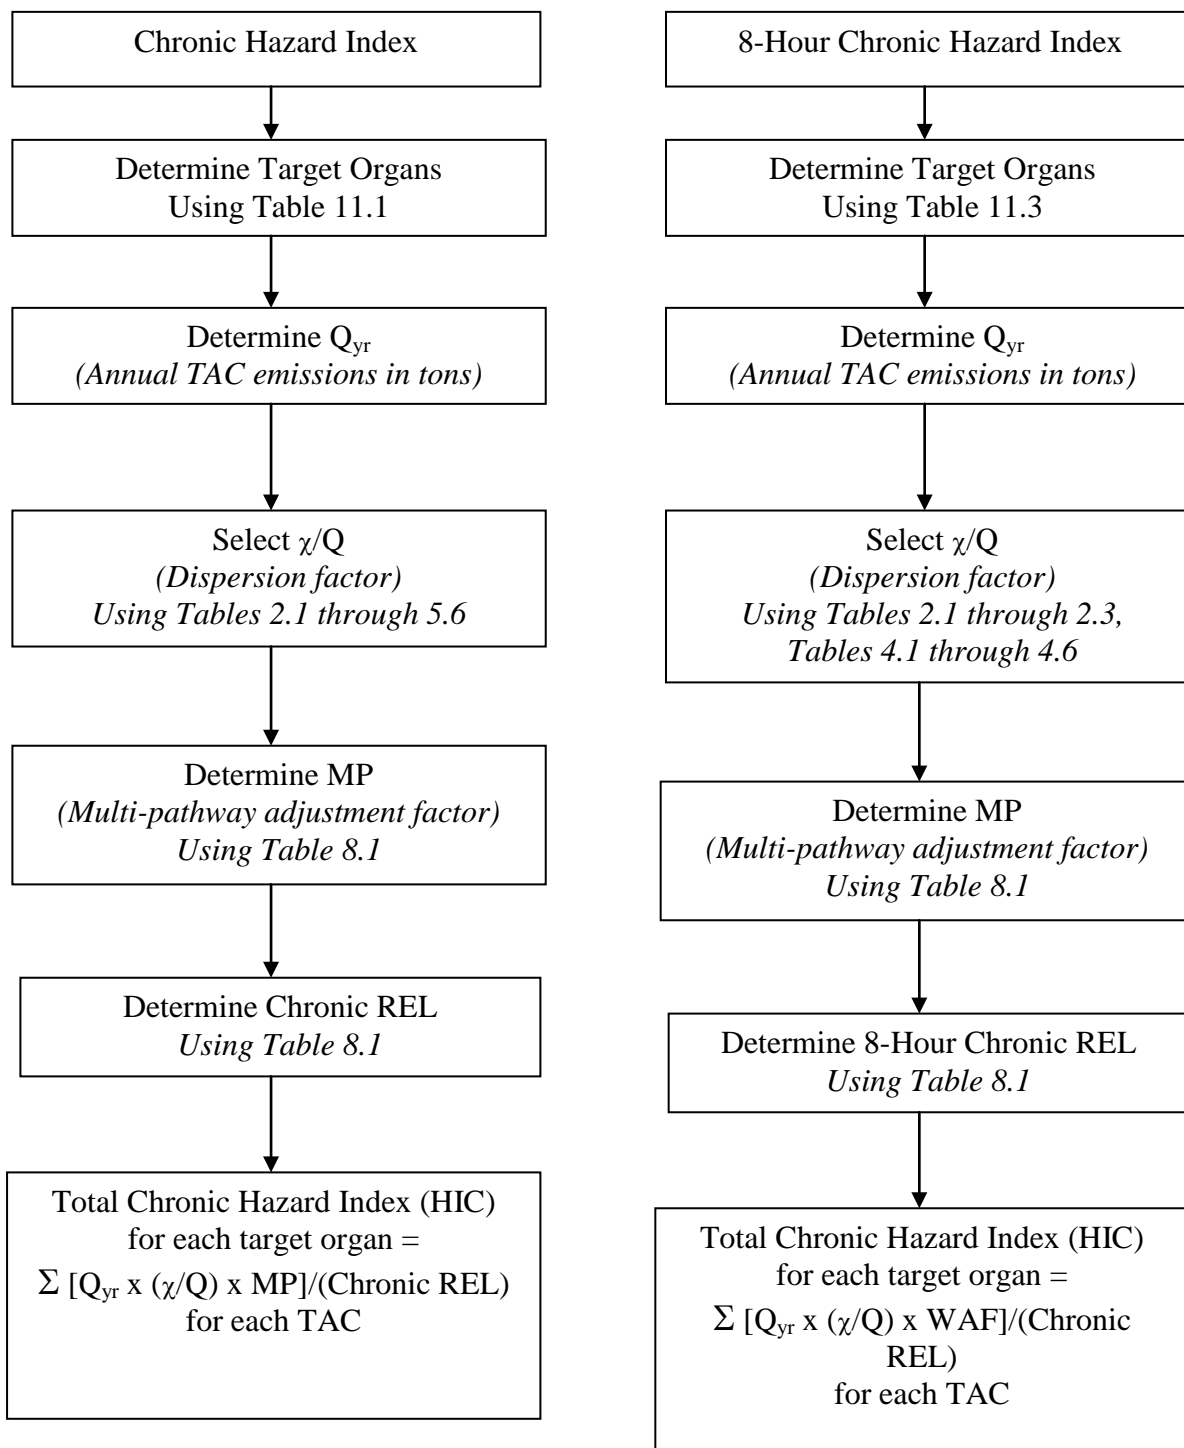 Chronic Hazard Index
Determine Target Organs
Using Table 11.1
Determine Qyr
(Annual TAC emissions in tons)
Select χ/Q
(Dispersion factor)
Using Tables 2.1 through 5.6
Determine MP
(Multi-pathway adjustment factor)
Using Table 8.1
Determine Chronic REL
Using Table 8.1
Total Chronic Hazard Index (HIC)
for each target organ =
Σ [Qyr x (χ/Q) x MP]/(Chronic REL)
for each TAC
8-Hour Chronic Hazard Index
Determine Target Organs
Using Table 11.3
Determine Qyr
(Annual TAC emissions in tons)
Select χ/Q
(Dispersion factor)
Using Tables 2.1 through 2.3,
Tables 4.1 through 4.6
Determine MP
(Multi-pathway adjustment factor)
Using Table 8.1
Determine 8-Hour Chronic REL
Using Table 8.1
Total Chronic Hazard Index (HIC)
for each target organ =
Σ [Qyr x (χ/Q) x WAF]/(Chronic
REL)
for each TAC